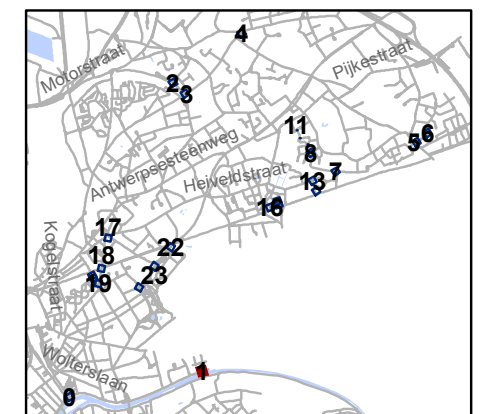 4
Motorstraat
Pijkestraat
2
3
11
6
5
Antwerpsesteenweg
8
7
Heiveldstraat
13
16
17
Kogelstraat
22
18
23
19
Wolterslaan
1
0